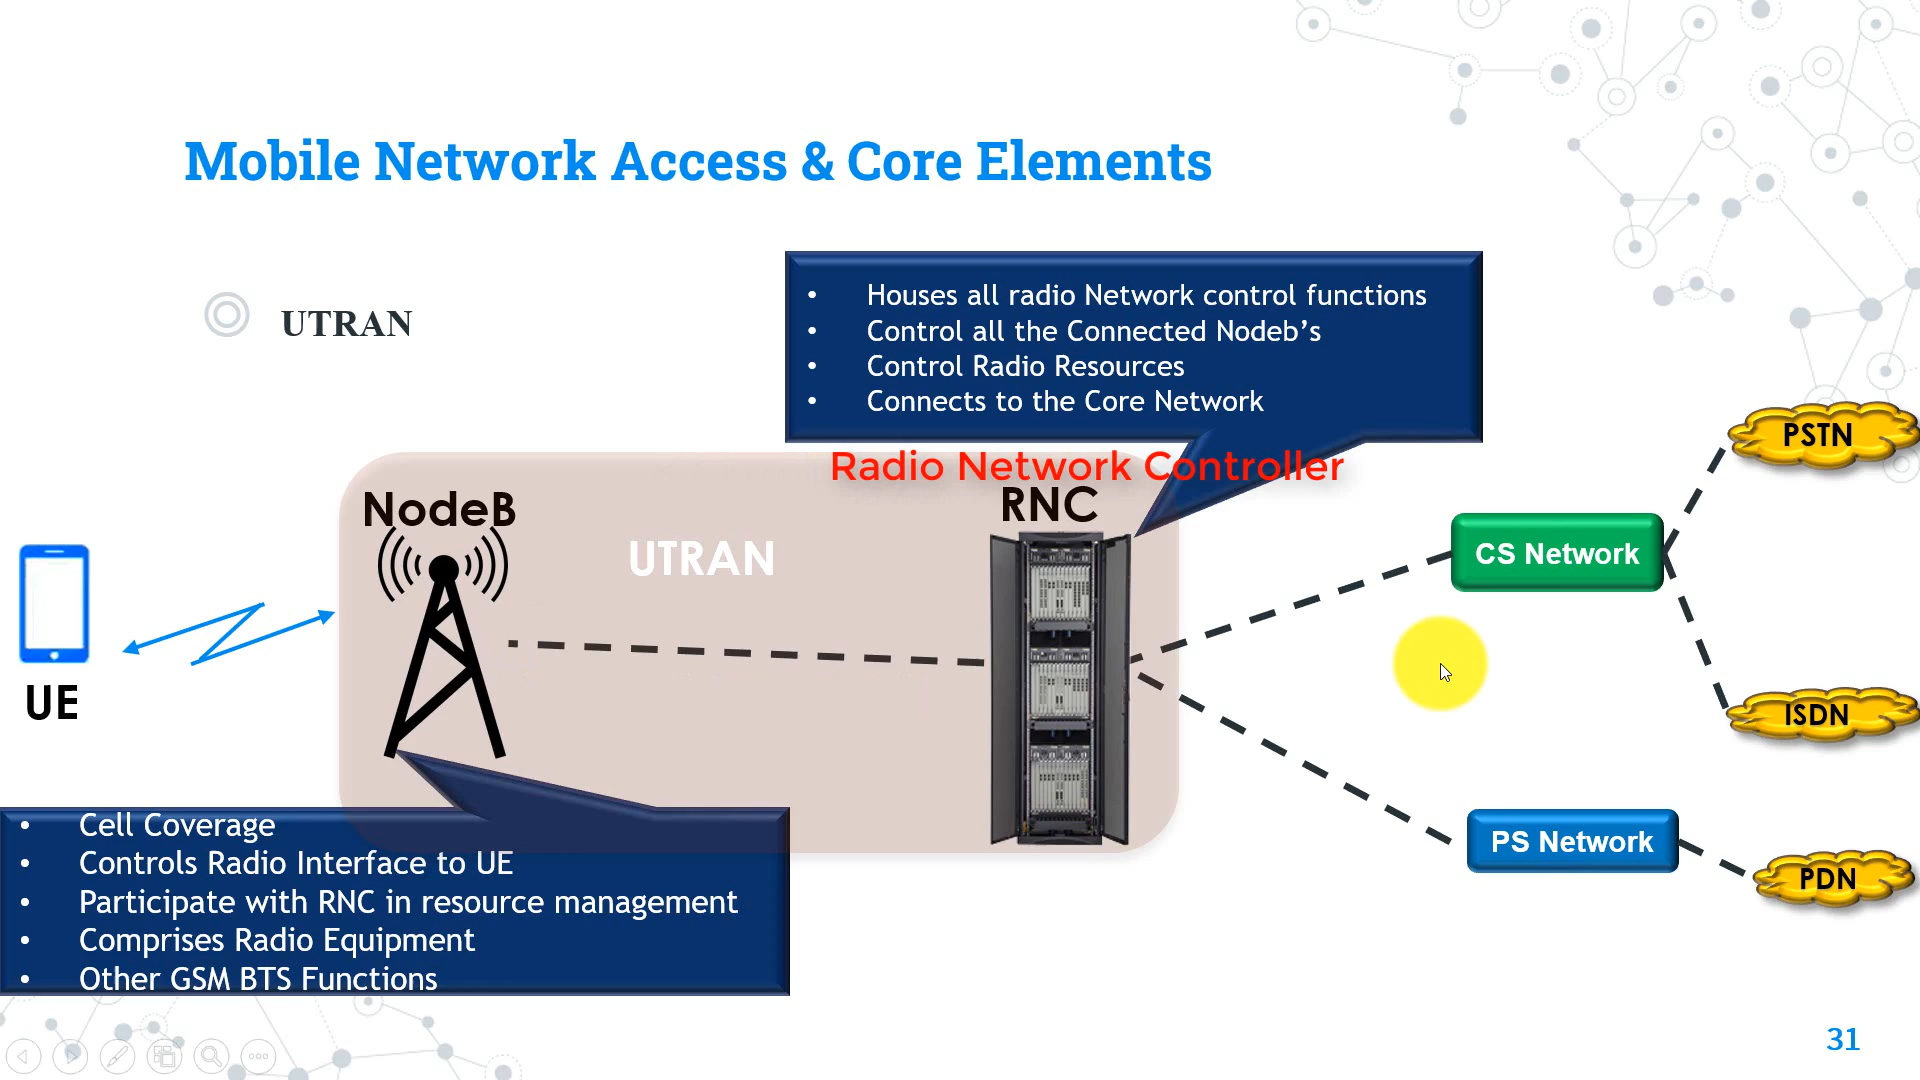 Mobile Network Access & Core Elements
UTRAN
• Houses all radio Network control functions
• Control all the Connected Nodeb’s
• Control Radio Resources
• Connects to the Core Network
Radio Network Controller
NodeB
RNC
UTRAN
UE
CS Network
PS Network
PSTN
ISDN
PDN
• Cell Coverage
• Controls Radio Interface to UE
• Participate with RNC in resource management
• Comprises Radio Equipment
• Other GSM BTS Functions
31